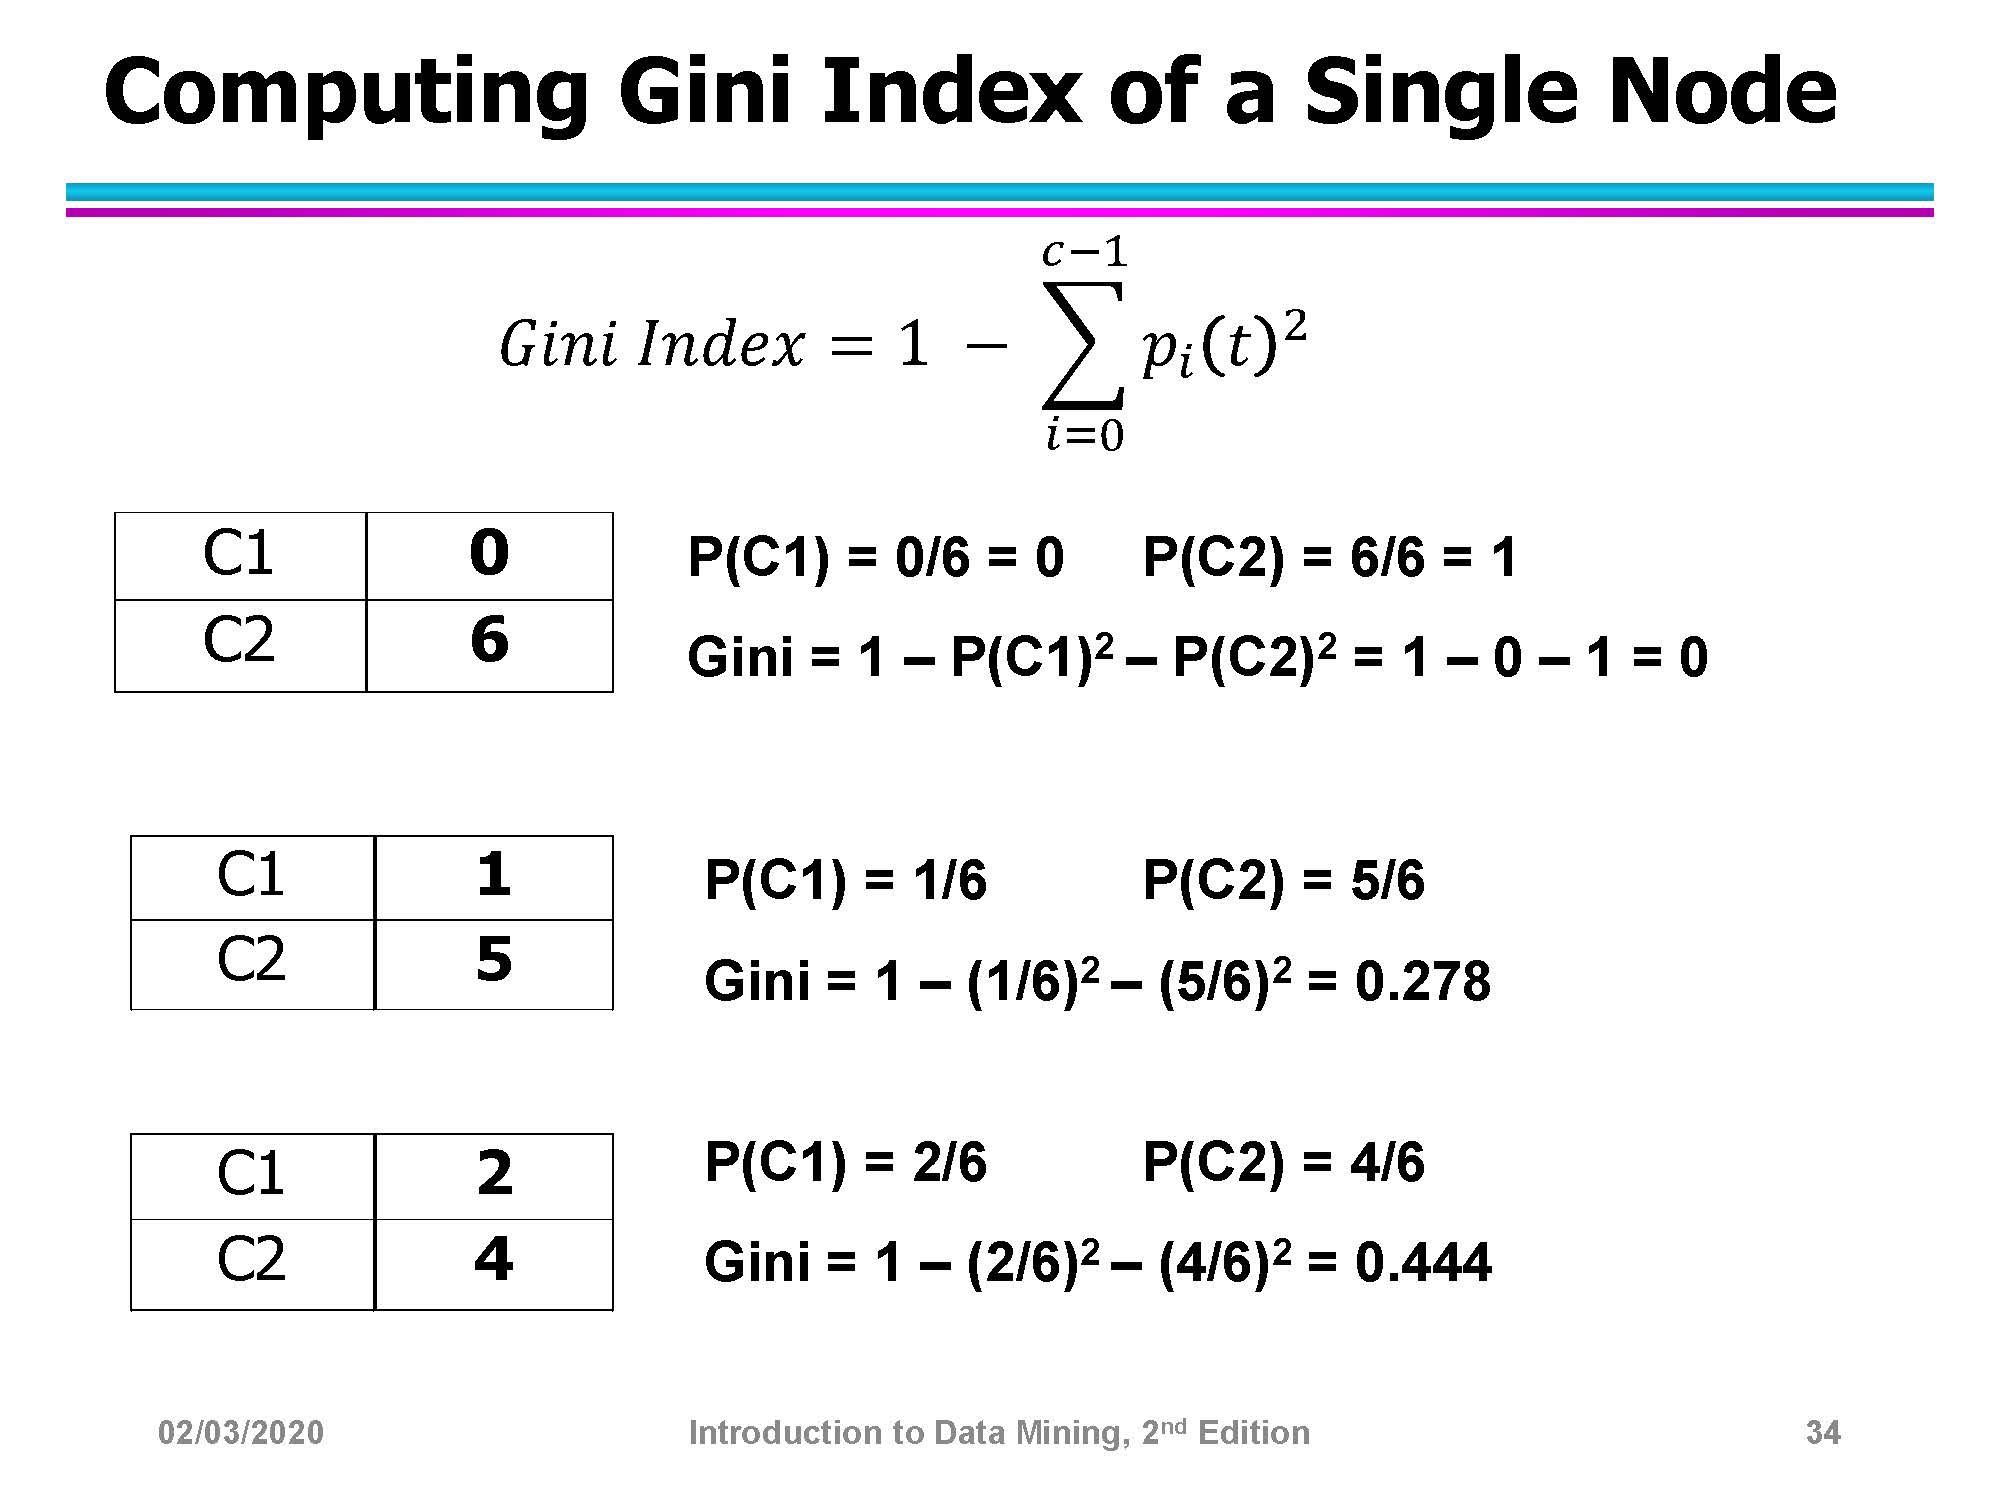 Computing Gini Index of a Single Node
Gini Index = 1 − ∑_{i=0}^{c−1} p_i(t)²
C1 0
C2 6
P(C1) = 0/6 = 0 P(C2) = 6/6 = 1
Gini = 1 – P(C1)² – P(C2)² = 1 – 0 – 1 = 0
C1 1
C2 5
P(C1) = 1/6 P(C2) = 5/6
Gini = 1 – (1/6)² – (5/6)² = 0.278
C1 2
C2 4
P(C1) = 2/6 P(C2) = 4/6
Gini = 1 – (2/6)² – (4/6)² = 0.444
02/03/2020 Introduction to Data Mining, 2nd Edition 34